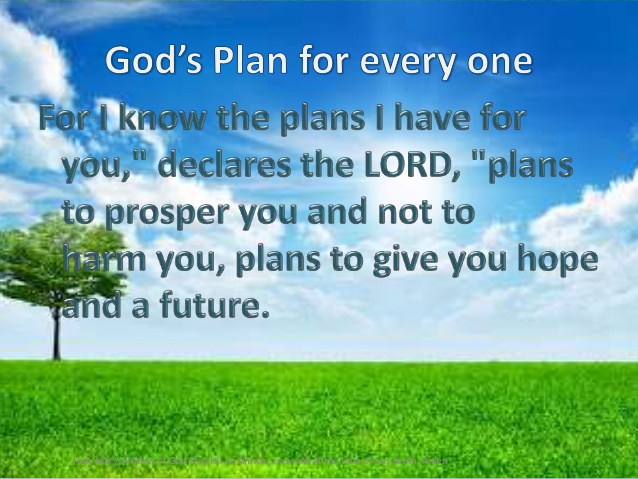 God’s Plan for every one
For I know the plans I have for
you," declares the LORD, "plans
to prosper you and not to
harm you, plans to give you hope
and a future.